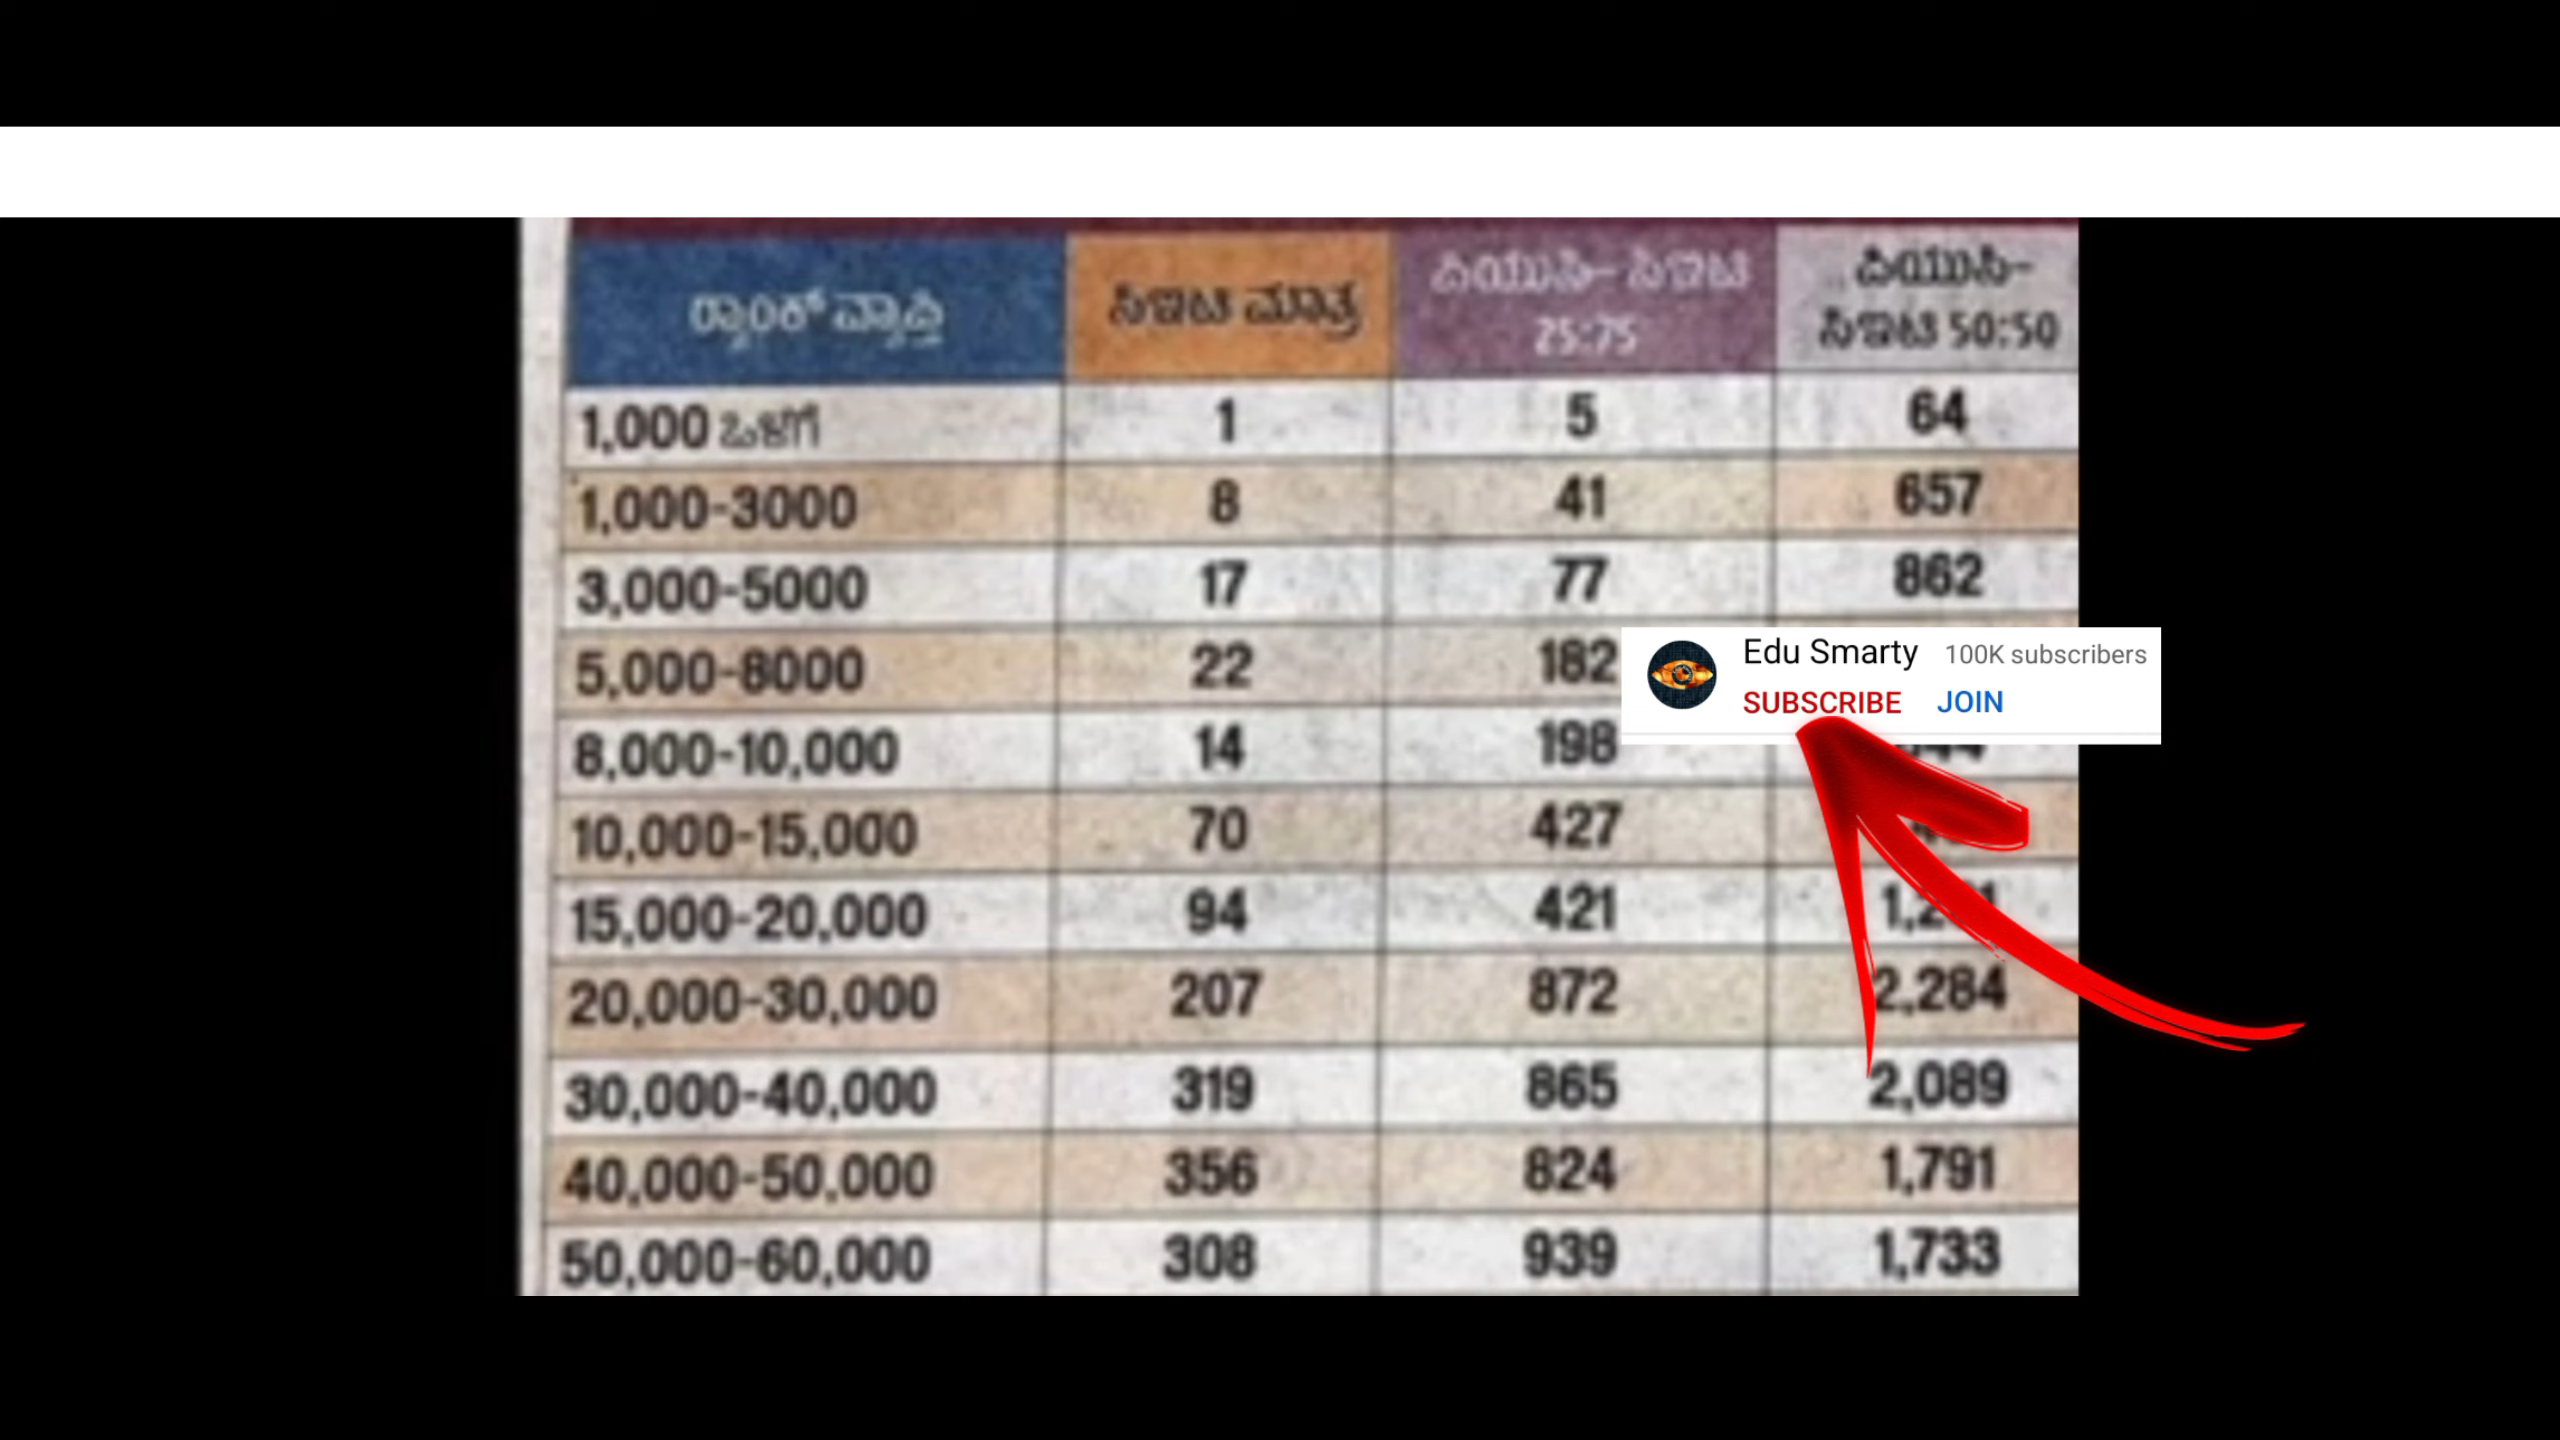 ರ‍್ಯಾಂಕ್ ವ್ಯಾಪ್ತಿ ಸಿಇಟಿ ಮಾತ್ರ ಪಿಯುಸಿ- ಸಿಇಟಿ 25:75 ಪಿಯುಸಿ- ಸಿಇಟಿ 50:50
1,000 ಒಳಗೆ 1 5 64
1,000-3000 8 41 657
3,000-5000 17 77 862
5,000-8000 22 182
Edu Smarty 100K subscribers
SUBSCRIBE JOIN
8,000-10,000 14 198
10,000-15,000 70 427
15,000-20,000 94 421
20,000-30,000 207 872 2,284
30,000-40,000 319 865 2,089
40,000-50,000 356 824 1,791
50,000-60,000 308 939 1,733